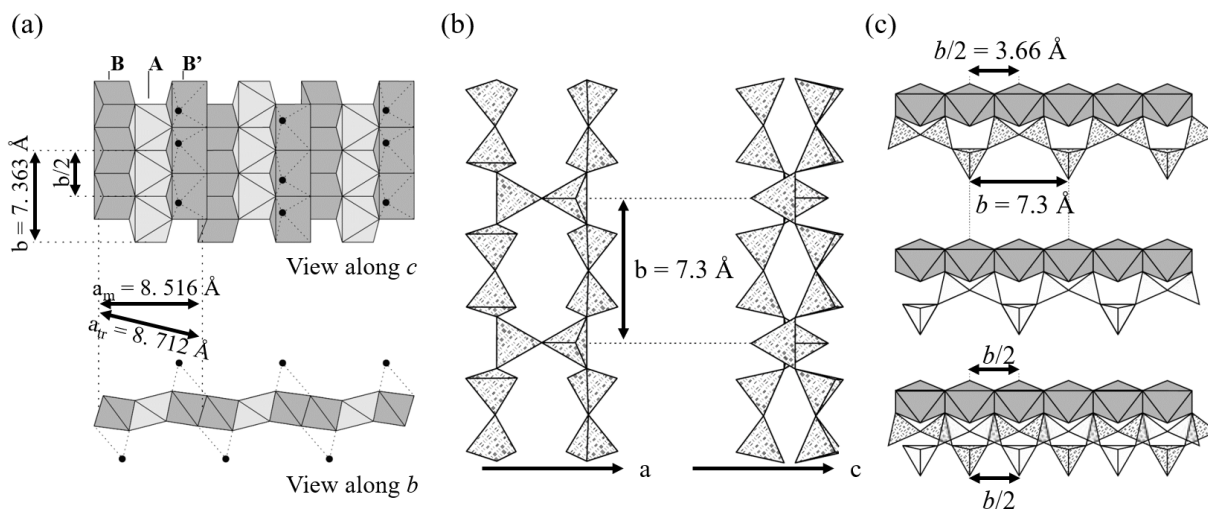 (a)
B A B’
b = 7. 363 Å
b/2
View along c
a_m = 8. 516 Å
a_tr = 8. 712 Å
View along b
(b)
b = 7.3 Å
a
c
(c)
b/2 = 3.66 Å
b = 7.3 Å
b/2
b/2